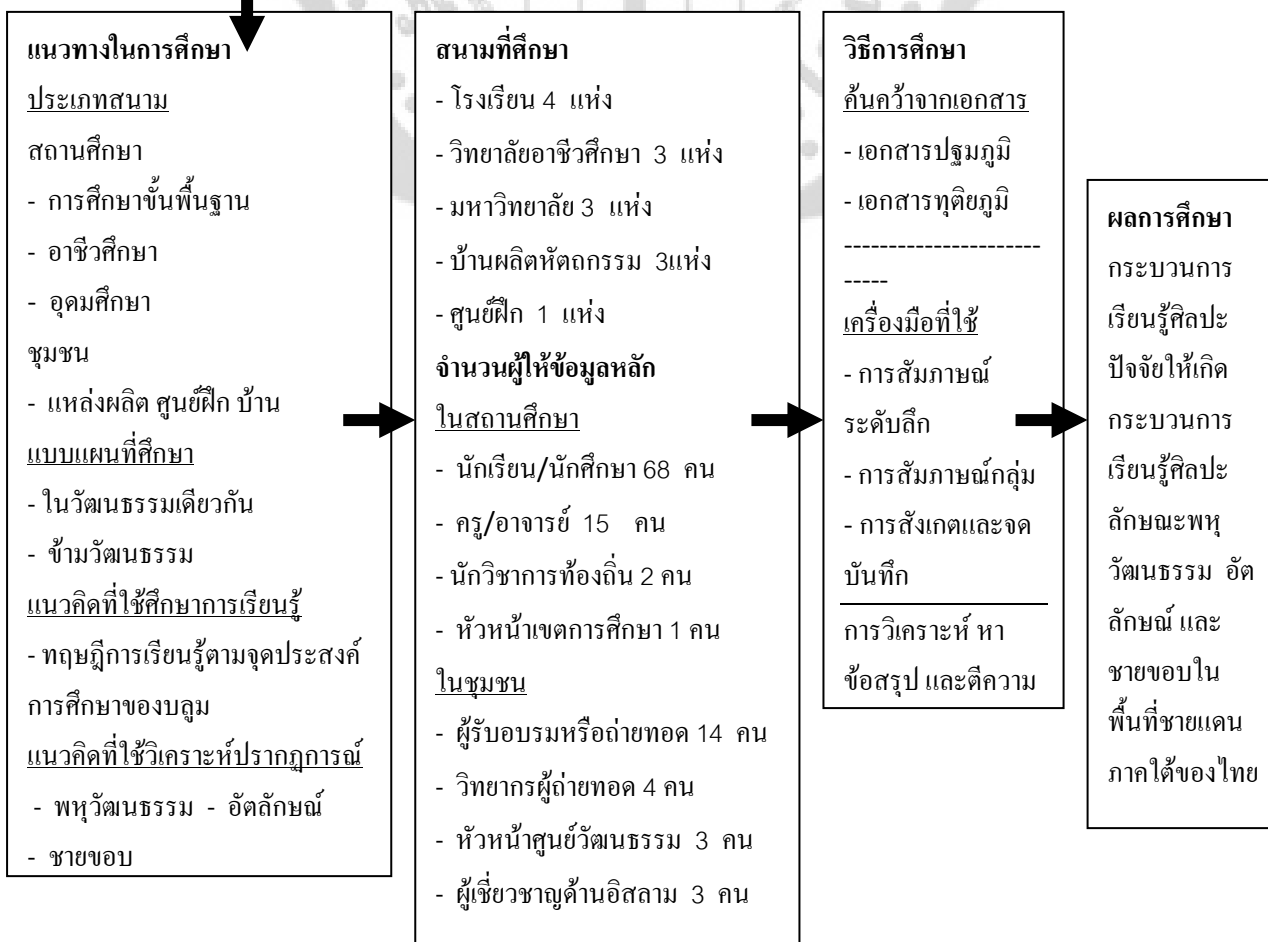 แนวทางในการศึกษา
ประเภทสนาม
สถานศึกษา
- การศึกษาขั้นพื้นฐาน
- อาชีวศึกษา
- อุดมศึกษา
ชุมชน
- แหล่งผลิต ศูนย์ฝึก บ้าน
แบบแผนที่ศึกษา
- ในวัฒนธรรมเดียวกัน
- ข้ามวัฒนธรรม
แนวคิดที่ใช้ศึกษาการเรียนรู้
- ทฤษฎีการเรียนรู้ตามจุดประสงค์
การศึกษาของบลูม
แนวคิดที่ใช้วิเคราะห์ปรากฏการณ์
- พหุวัฒนธรรม - อัตลักษณ์
- ชายขอบ
สนามที่ศึกษา
- โรงเรียน 4 แห่ง
- วิทยาลัยอาชีวศึกษา 3 แห่ง
- มหาวิทยาลัย 3 แห่ง
- บ้านผลิตหัตถกรรม 3แห่ง
- ศูนย์ฝึก 1 แห่ง
จำนวนผู้ให้ข้อมูลหลัก
ในสถานศึกษา
- นักเรียน/นักศึกษา 68 คน
- ครู/อาจารย์ 15 คน
- นักวิชาการท้องถิ่น 2 คน
- หัวหน้าเขตการศึกษา 1 คน
ในชุมชน
- ผู้รับอบรมหรือถ่ายทอด 14 คน
- วิทยากรผู้ถ่ายทอด 4 คน
- หัวหน้าศูนย์วัฒนธรรม 3 คน
- ผู้เชี่ยวชาญด้านอิสลาม 3 คน
วิธีการศึกษา
ค้นคว้าจากเอกสาร
- เอกสารปฐมภูมิ
- เอกสารทุติยภูมิ
----------------------
-----
เครื่องมือที่ใช้
- การสัมภาษณ์
ระดับลึก
- การสัมภาษณ์กลุ่ม
- การสังเกตและจด
บันทึก
การวิเคราะห์ หา
ข้อสรุป และตีความ
ผลการศึกษา
กระบวนการ
เรียนรู้ศิลปะ
ปัจจัยให้เกิด
กระบวนการ
เรียนรู้ศิลปะ
ลักษณะพหุ
วัฒนธรรม อัต
ลักษณ์ และ
ชายขอบใน
พื้นที่ชายแดน
ภาคใต้ของไทย